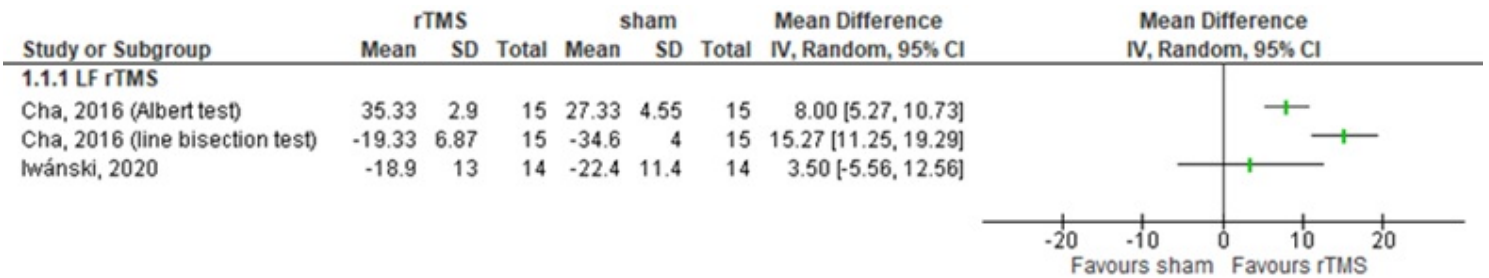 rTMS sham Mean Difference Mean Difference
Study or Subgroup Mean SD Total Mean SD Total IV, Random, 95% CI IV, Random, 95% CI
1.1.1 LF rTMS
Cha, 2016 (Albert test) 35.33 2.9 15 27.33 4.55 15 8.00 [5.27, 10.73]
Cha, 2016 (line bisection test) -19.33 6.87 15 -34.6 4 15 15.27 [11.25, 19.29]
Iwánski, 2020 -18.9 13 14 -22.4 11.4 14 3.50 [-5.56, 12.56]
-20 -10 0 10 20
Favours sham Favours rTMS